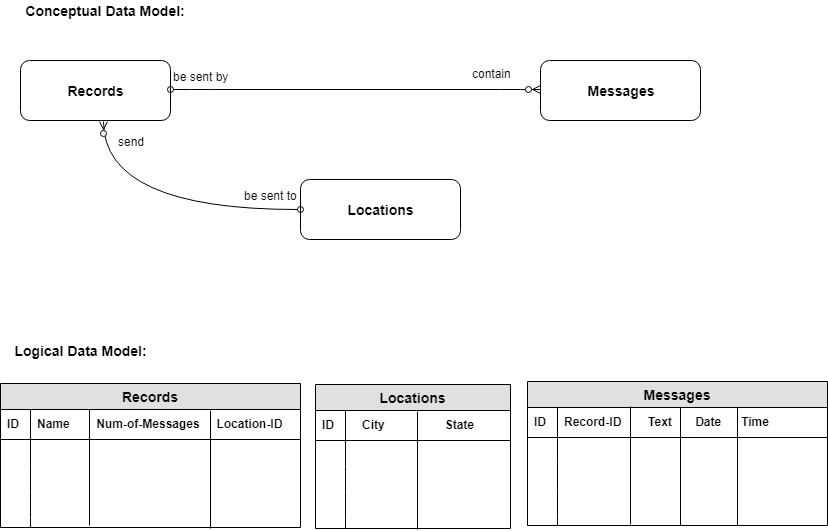 Conceptual Data Model:
Records
be sent by
contain
Messages
send
be sent to
Locations
Logical Data Model:
Records
ID Name Num-of-Messages Location-ID
Locations
ID City State
Messages
ID Record-ID Text Date Time